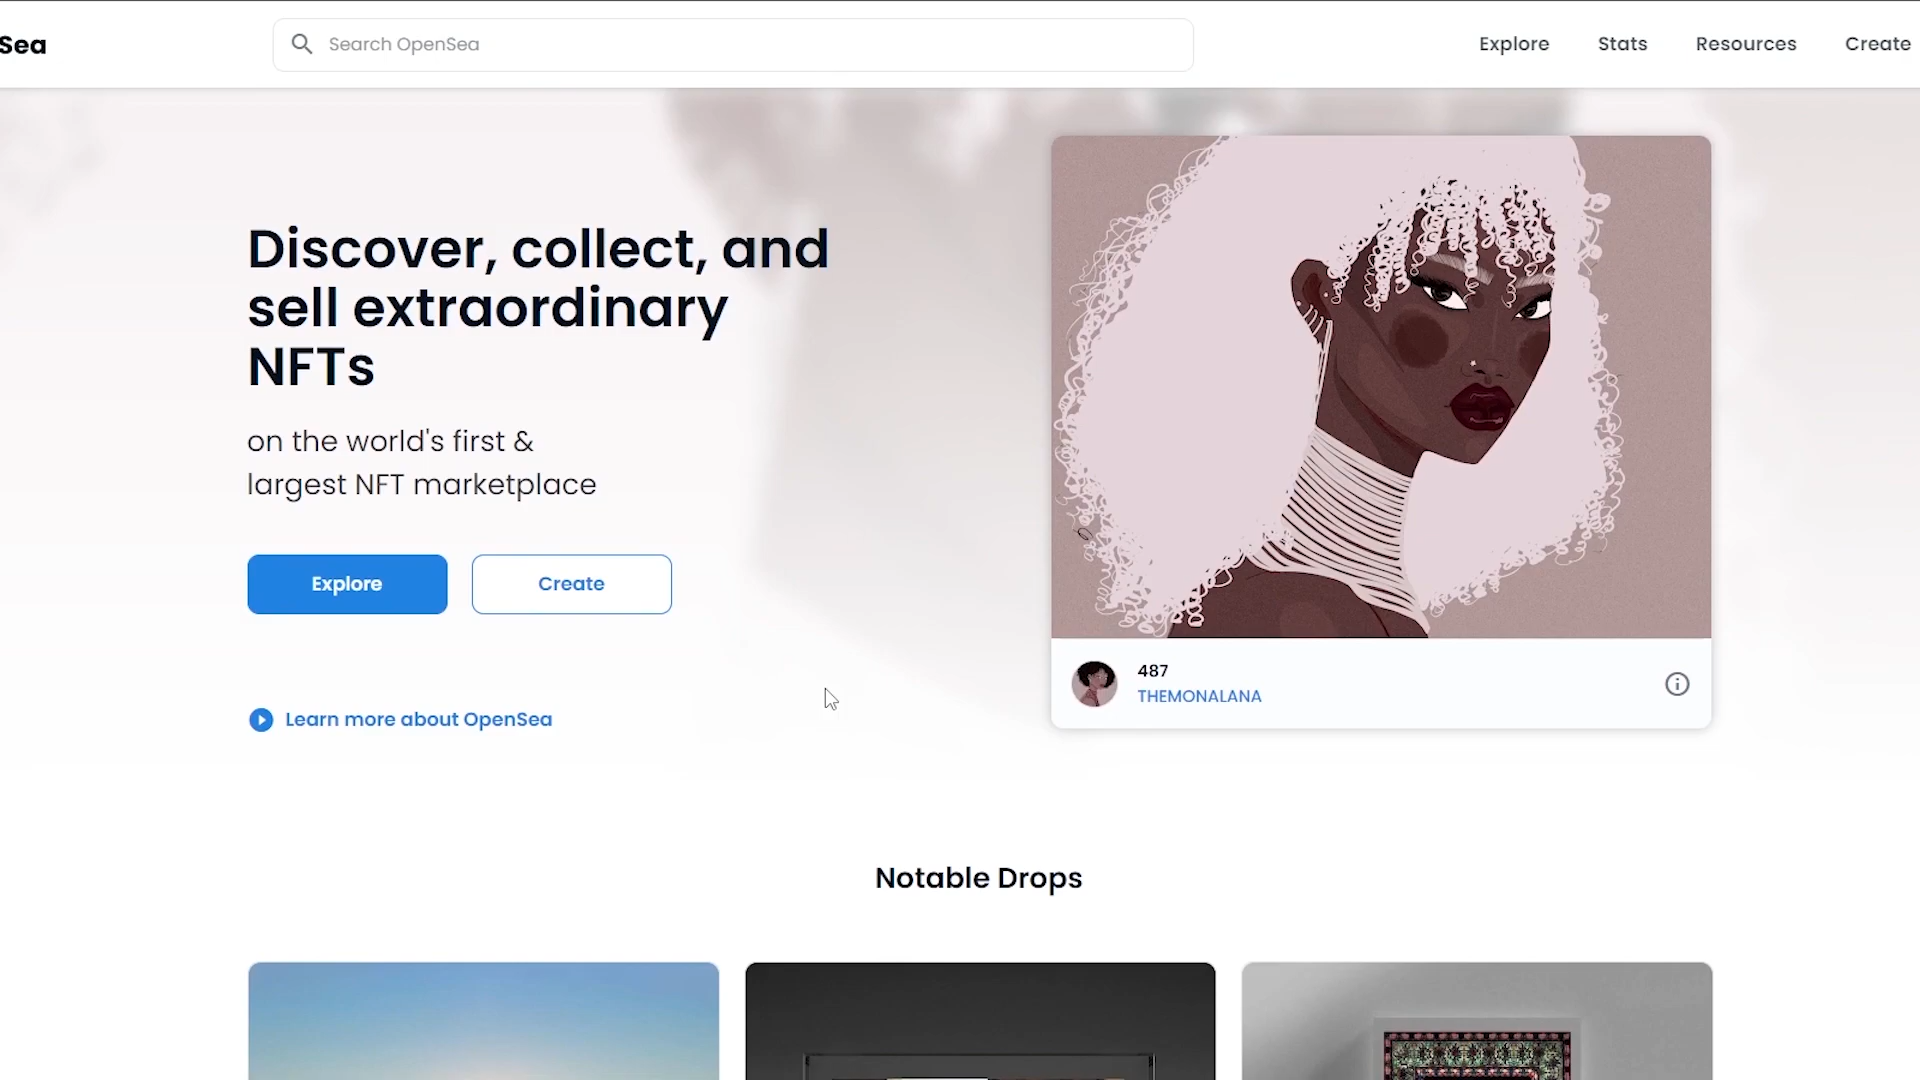 Sea
Search OpenSea
Explore
Stats
Resources
Create
Discover, collect, and
sell extraordinary
NFTs
on the world's first &
largest NFT marketplace
Explore
Create
Learn more about OpenSea
487
THEMONALANA
Notable Drops